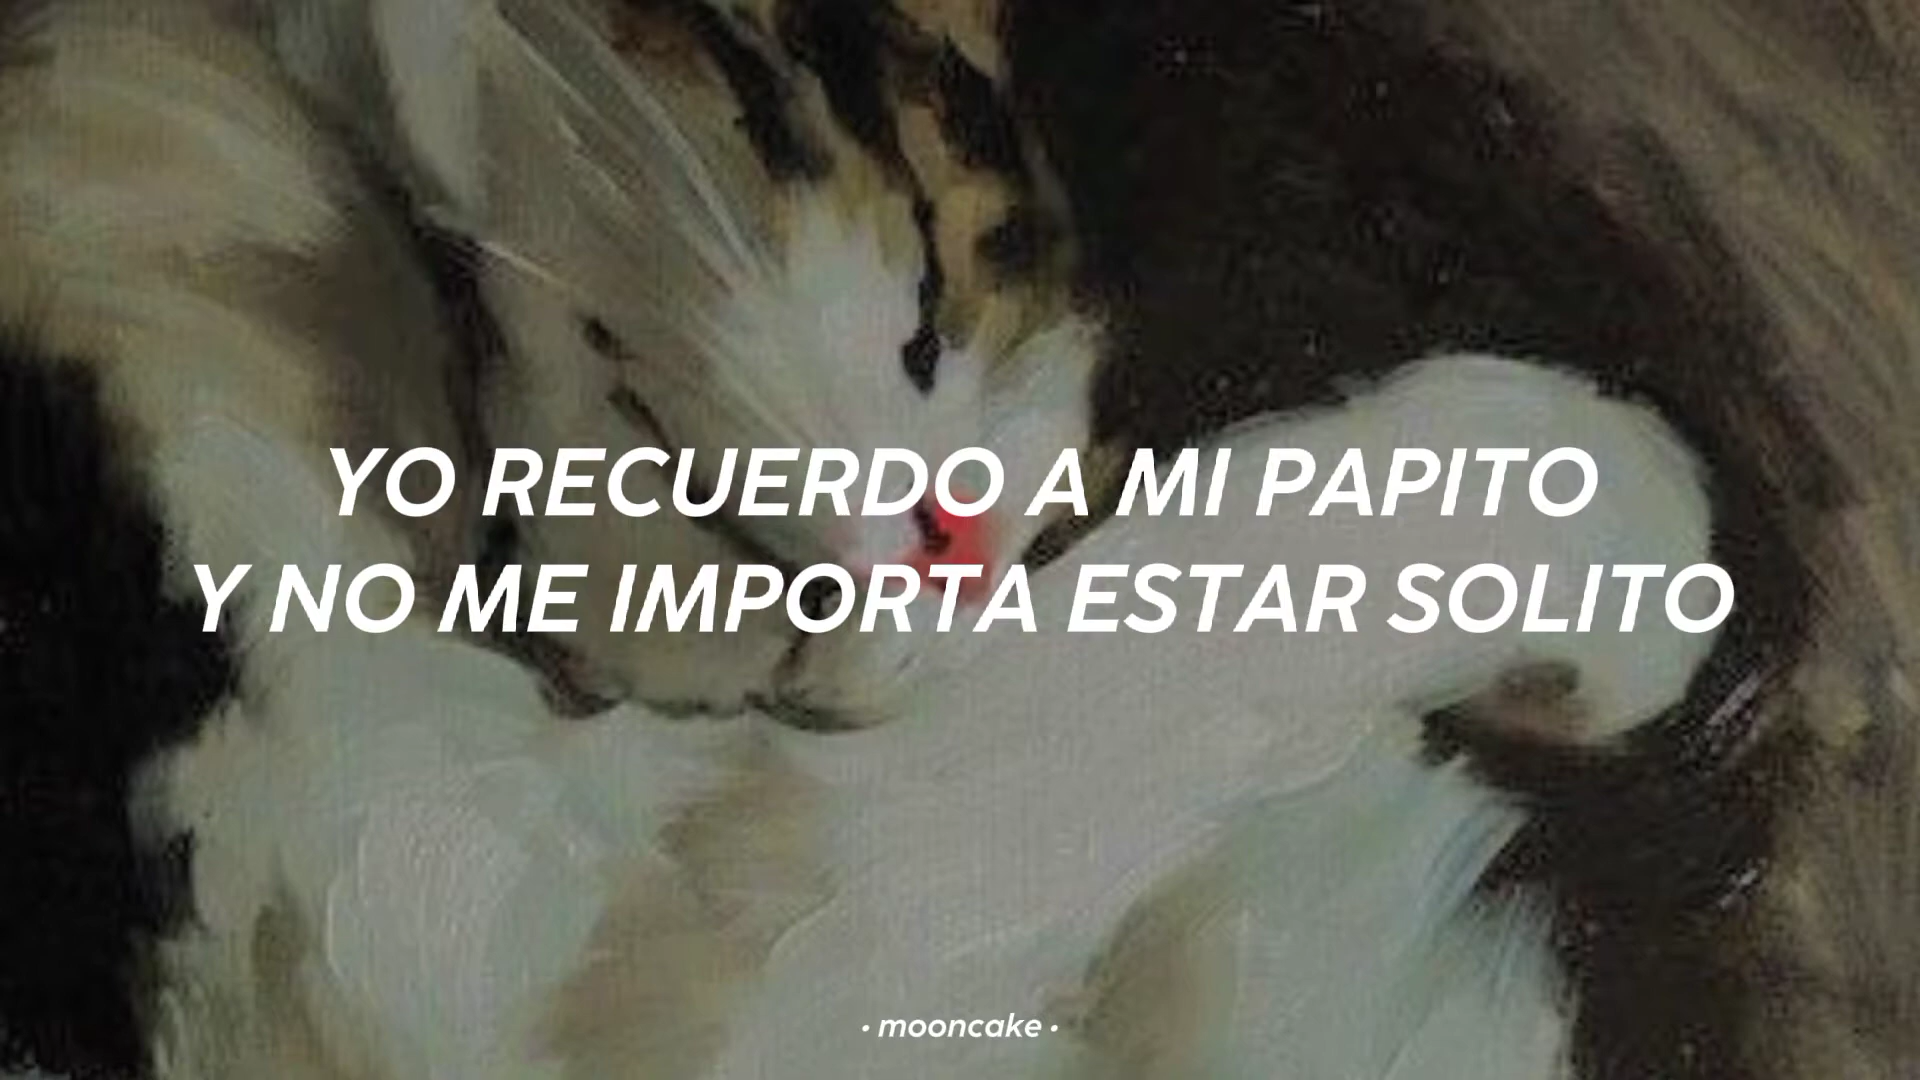 YO RECUERDO A MI PAPITO
Y NO ME IMPORTA ESTAR SOLITO
• mooncake •